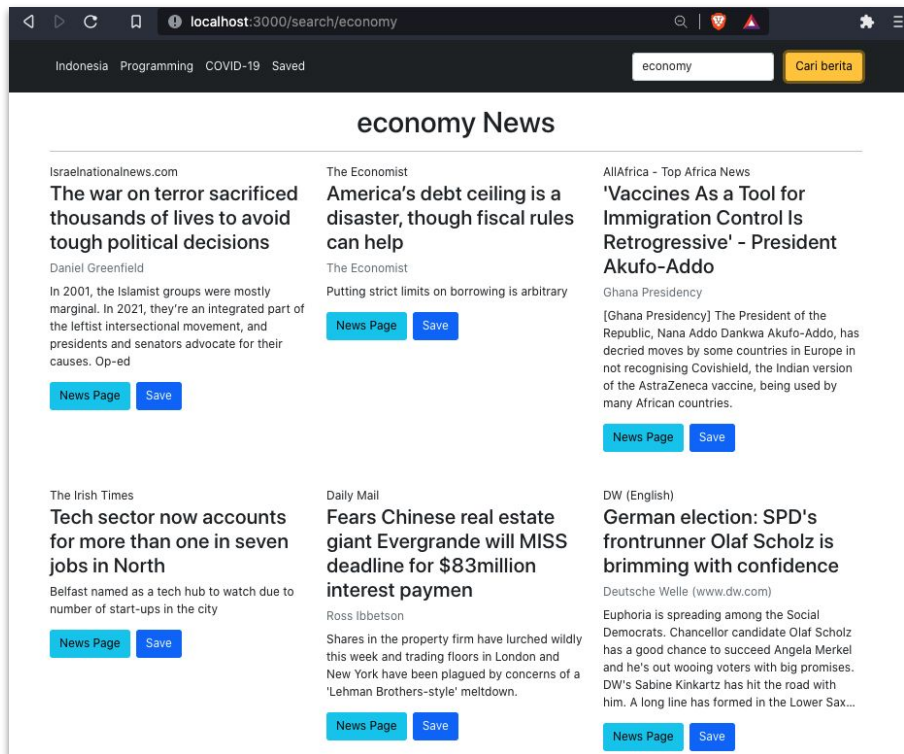 localhost:3000/search/economy
Indonesia Programming COVID-19 Saved
economy
Cari berita
economy News
Israelnationalnews.com
The war on terror sacrificed
thousands of lives to avoid
tough political decisions
Daniel Greenfield
In 2001, the Islamist groups were mostly
marginal. In 2021, they're an integrated part of
the leftist intersectional movement, and
presidents and senators advocate for their
causes. Op-ed
News Page
Save
The Economist
America's debt ceiling is a
disaster, though fiscal rules
can help
The Economist
Putting strict limits on borrowing is arbitrary
News Page
Save
AllAfrica - Top Africa News
'Vaccines As a Tool for
Immigration Control Is
Retrogressive' - President
Akufo-Addo
Ghana Presidency
[Ghana Presidency] The President of the
Republic, Nana Addo Dankwa Akufo-Addo, has
decried moves by some countries in Europe in
not recognising Covishield, the Indian version
of the AstraZeneca vaccine, being used by
many African countries.
News Page
Save
The Irish Times
Tech sector now accounts
for more than one in seven
jobs in North
Belfast named as a tech hub to watch due to
number of start-ups in the city
News Page
Save
Daily Mail
Fears Chinese real estate
giant Evergrande will MISS
deadline for $83million
interest paymen
Ross Ibbetson
Shares in the property firm have lurched wildly
this week and trading floors in London and
New York have been plagued by concerns of a
'Lehman Brothers-style' meltdown.
News Page
Save
DW (English)
German election: SPD's
frontrunner Olaf Scholz is
brimming with confidence
Deutsche Welle (www.dw.com)
Euphoria is spreading among the Social
Democrats. Chancellor candidate Olaf Scholz
has a good chance to succeed Angela Merkel
and he's out wooing voters with big promises.
DW's Sabine Kinkartz has hit the road with
him. A long line has formed in the Lower Sax...
News Page
Save